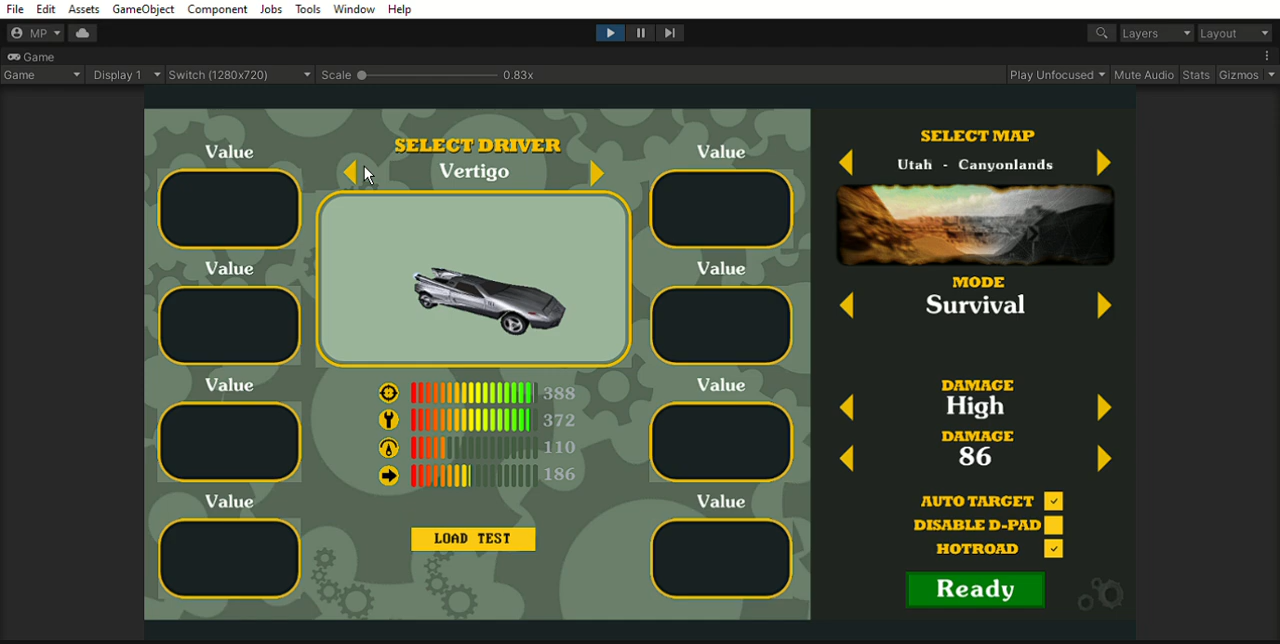 File Edit Assets GameObject Component Jobs Tools Window Help
MP Layers Layout
Game
Game Display 1 Switch (1280x720) Scale 0.83x Play Unfocused Mute Audio Stats Gizmos
Value
Value
Value
Value
SELECT DRIVER
Vertigo
388
372
110
186
LOAD TEST
Value
Value
Value
Value
SELECT MAP
Utah - Canyonlands
MODE
Survival
DAMAGE
High
DAMAGE
86
AUTO TARGET
DISABLE D-PAD
HOTROAD
Ready